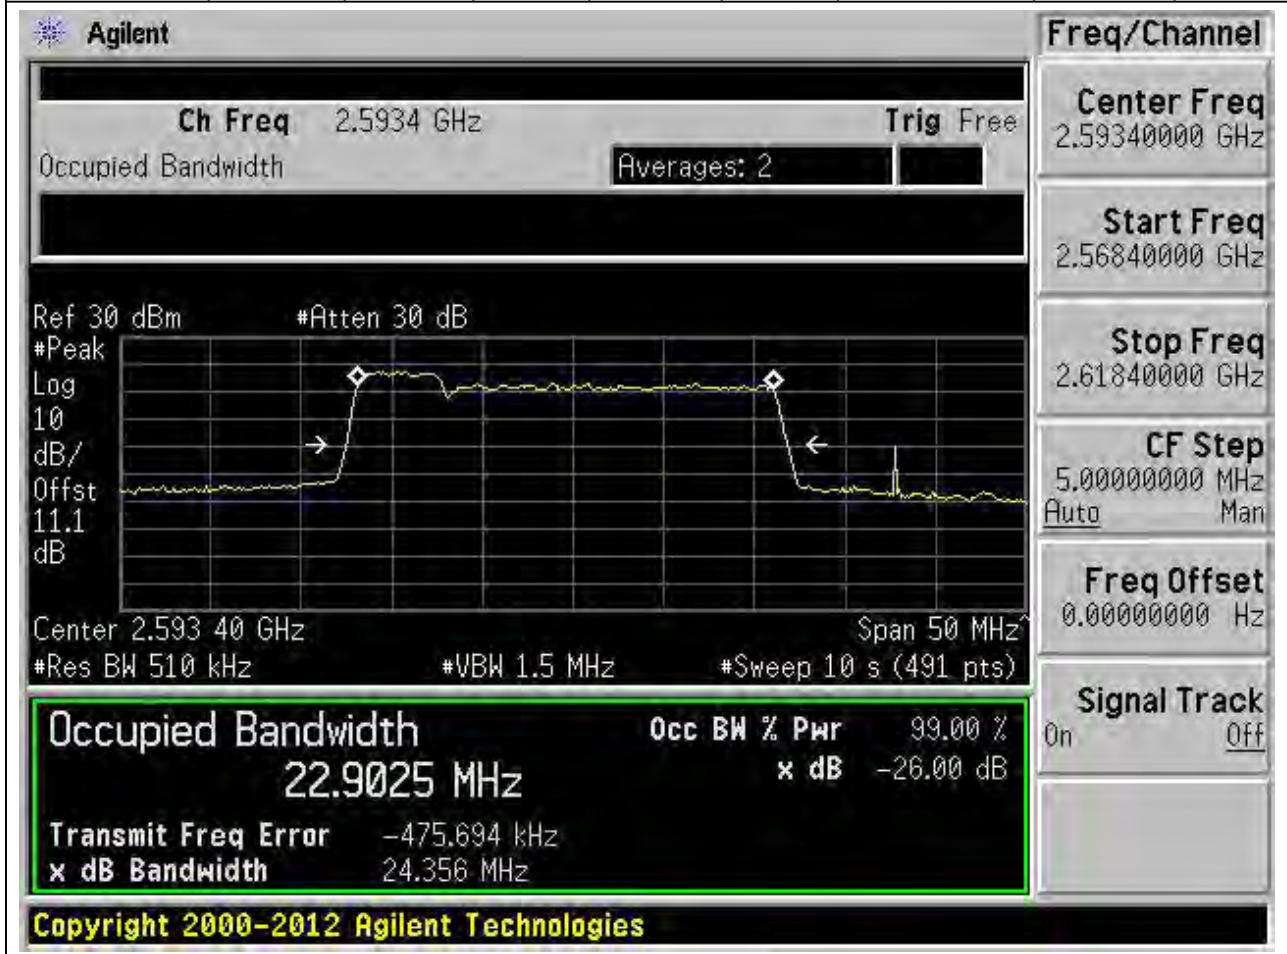 Agilent
Freq/Channel
Ch Freq 2.5934 GHz Trig Free
Occupied Bandwidth Averages: 2
Center Freq
2.59340000 GHz
Start Freq
2.56840000 GHz
Stop Freq
2.61840000 GHz
CF Step
5.00000000 MHz
Auto Man
Freq Offset
0.00000000 Hz
Signal Track
On Off
Ref 30 dBm #Atten 30 dB
#Peak
Log
10
dB/
Offst
11.1
dB
Center 2.593 40 GHz Span 50 MHz^
#Res BW 510 kHz #VBW 1.5 MHz #Sweep 10 s (491 pts)
Occupied Bandwidth Occ BW % Pwr 99.00 %
22.9025 MHz x dB -26.00 dB
Transmit Freq Error -475.694 kHz
x dB Bandwidth 24.356 MHz
Copyright 2000-2012 Agilent Technologies